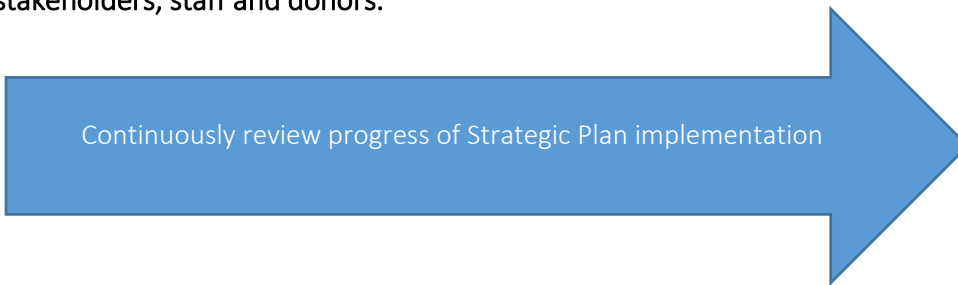 stakeholders, staff and donors.
Continuously review progress of Strategic Plan implementation